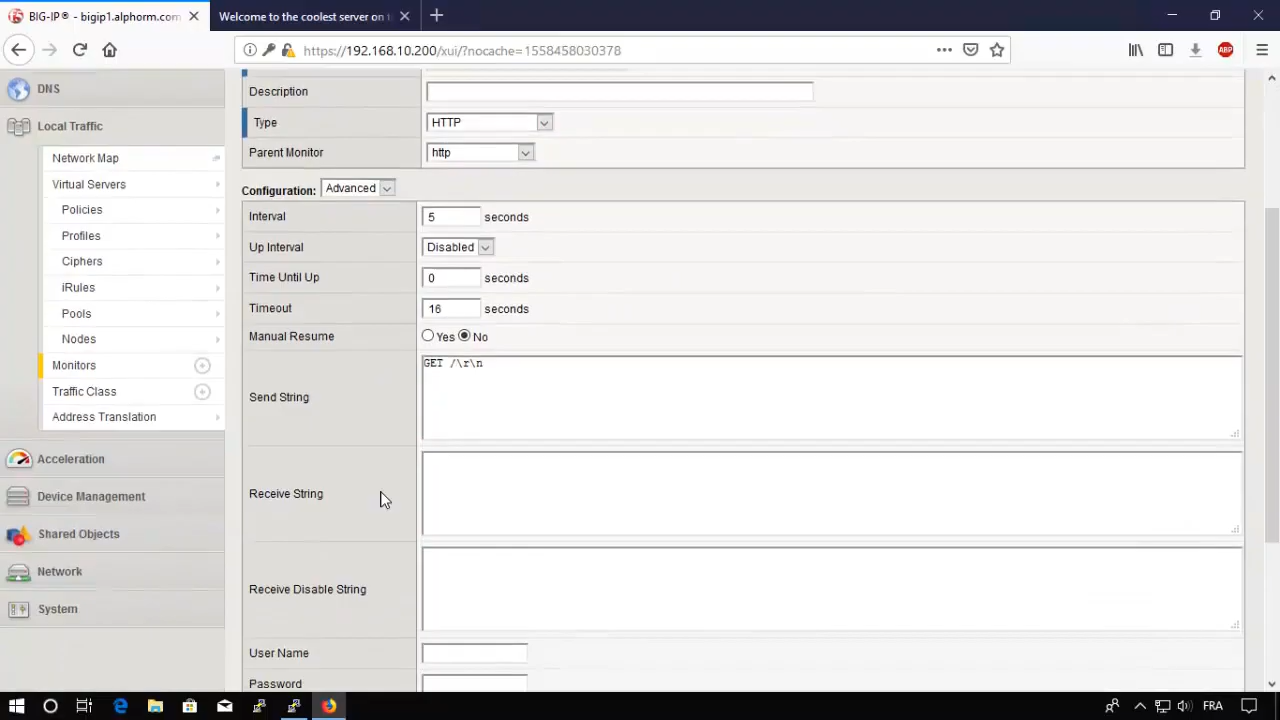 BIG-IP® - bigip1.alphorm.com
Welcome to the coolest server on
https://192.168.10.200/xui/?nocache=1558458030378
ABP
DNS
Local Traffic
Network Map
Virtual Servers
Policies
Profiles
Ciphers
iRules
Pools
Nodes
Monitors
Traffic Class
Address Translation
Acceleration
Device Management
Shared Objects
Network
System
Description
Type HTTP
Parent Monitor http
Configuration: Advanced
Interval 5 seconds
Up Interval Disabled
Time Until Up 0 seconds
Timeout 16 seconds
Manual Resume Yes No
Send String GET /\r\n
Receive String
Receive Disable String
User Name
Password
FRA